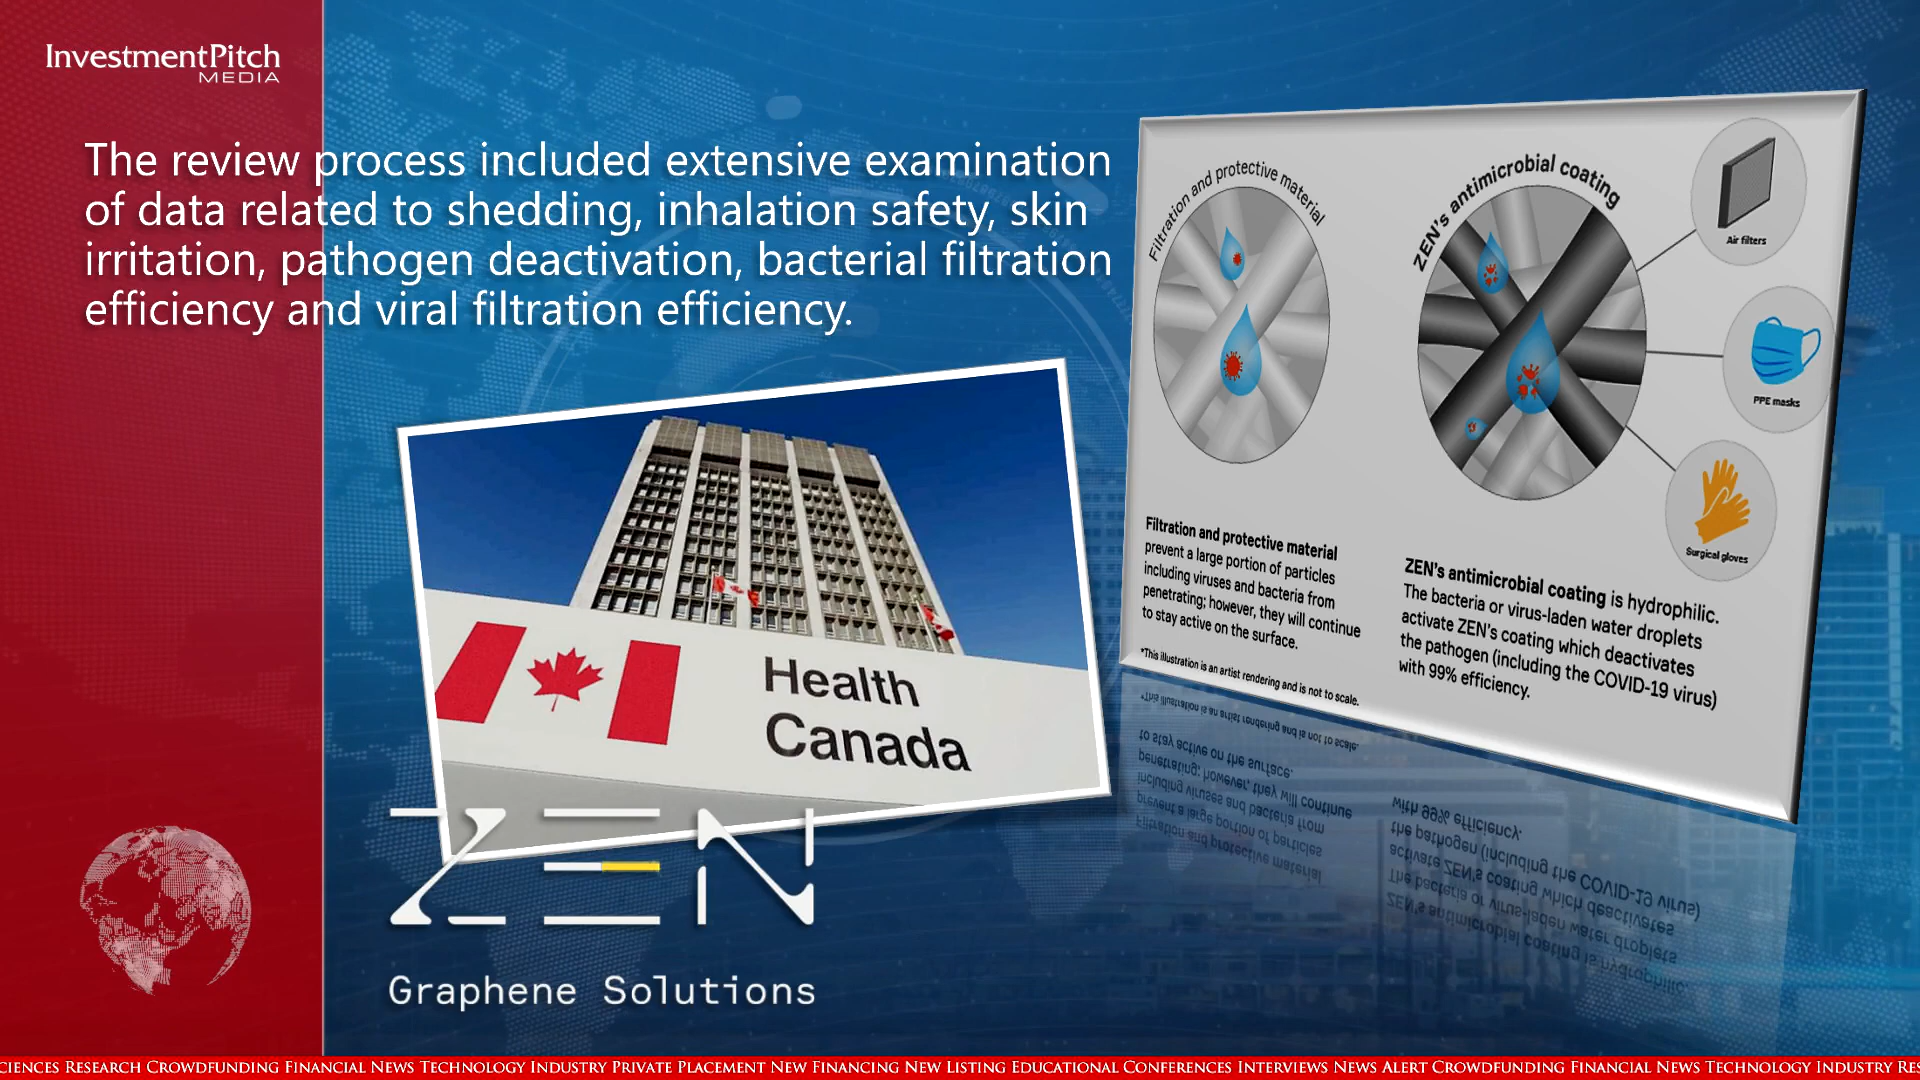 InvestmentPitch
MEDIA
The review process included extensive examination
of data related to shedding, inhalation safety, skin
irritation, pathogen deactivation, bacterial filtration
efficiency and viral filtration efficiency.
Filtration and protective material
ZEN's antimicrobial coating
Air filters
PPE masks
Surgical gloves
Filtration and protective material
prevent a large portion of particles
including viruses and bacteria from
penetrating; however, they will continue
to stay active on the surface.
*This illustration is an artist rendering and is not to scale.
ZEN's antimicrobial coating is hydrophilic.
The bacteria or virus-laden water droplets
activate ZEN's coating which deactivates
the pathogen (including the COVID-19 virus)
with 99% efficiency.
Health
Canada
ZEN
Graphene Solutions
CIENCES RESEARCH CROWDFUNDING FINANCIAL NEWS TECHNOLOGY INDUSTRY PRIVATE PLACEMENT NEW FINANCING NEW LISTING EDUCATIONAL CONFERENCES INTERVIEWS NEWS ALERT CROWDFUNDING FINANCIAL NEWS TECHNOLOGY INDUSTRY RES